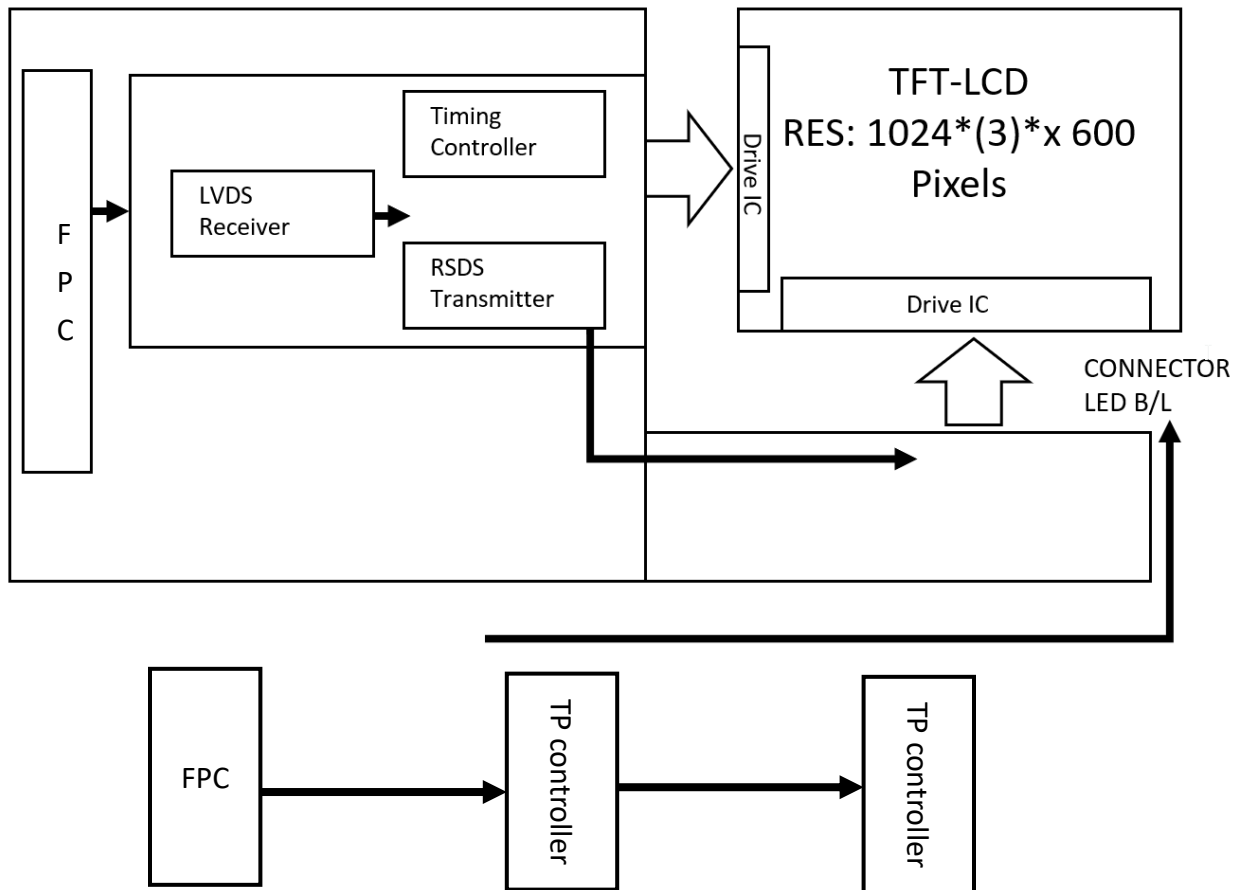 F
P
C
LVDS
Receiver
Timing
Controller
RSDS
Transmitter
Drive IC
TFT-LCD
RES: 1024*(3)*x 600
Pixels
Drive IC
CONNECTOR
LED B/L
FPC
TP controller
TP controller